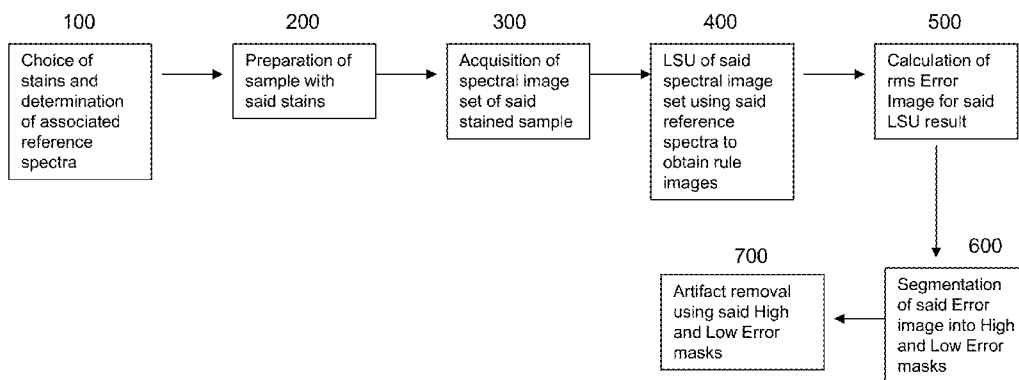 100
Choice of
stains and
determination
of associated
reference
spectra
200
Preparation of
sample with
said stains
300
Acquisition of
spectral image
set of said
stained sample
400
LSU of said
spectral image
set using said
reference
spectra to
obtain rule
images
500
Calculation of
rms Error
Image for said
LSU result
600
Segmentation
of said Error
image into High
and Low Error
masks
700
Artifact removal
using said High
and Low Error
masks